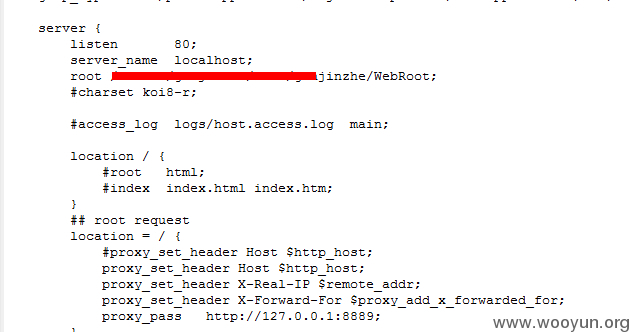 server {
listen 80;
server_name localhost;
root jinzhe/WebRoot;
#charset koi8-r;
#access_log logs/host.access.log main;
location / {
#root html;
#index index.html index.htm;
}
## root request
location = / {
#proxy_set_header Host $http_host;
proxy_set_header Host $http_host;
proxy_set_header X-Real-IP $remote_addr;
proxy_set_header X-Forward-For $proxy_add_x_forwarded_for;
proxy_pass http://127.0.0.1:8889;
}
www.wooyun.org